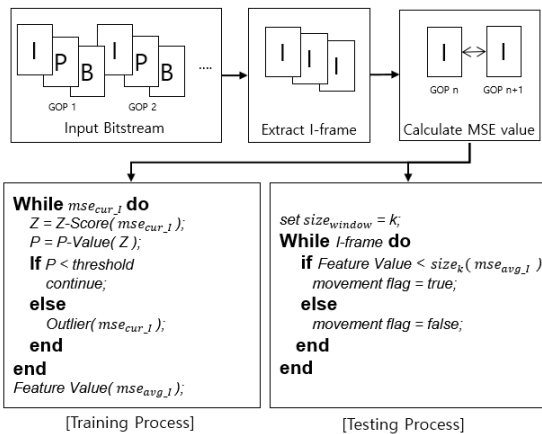 I P B I P B ....
GOP 1 GOP 2
Input Bitstream
I I I
Extract I-frame
I I
GOP n GOP n+1
Calculate MSE value
While mse_cur_I do
Z = Z-Score( mse_cur_I );
P = P-Value( Z );
If P < threshold
continue;
else
Outlier( mse_cur_I );
end
end
Feature Value( mse_avg_I );
[Training Process]
set size_window = k;
While I-frame do
if Feature Value < size_k( mse_avg_I )
movement flag = true;
else
movement flag = false;
end
end
[Testing Process]